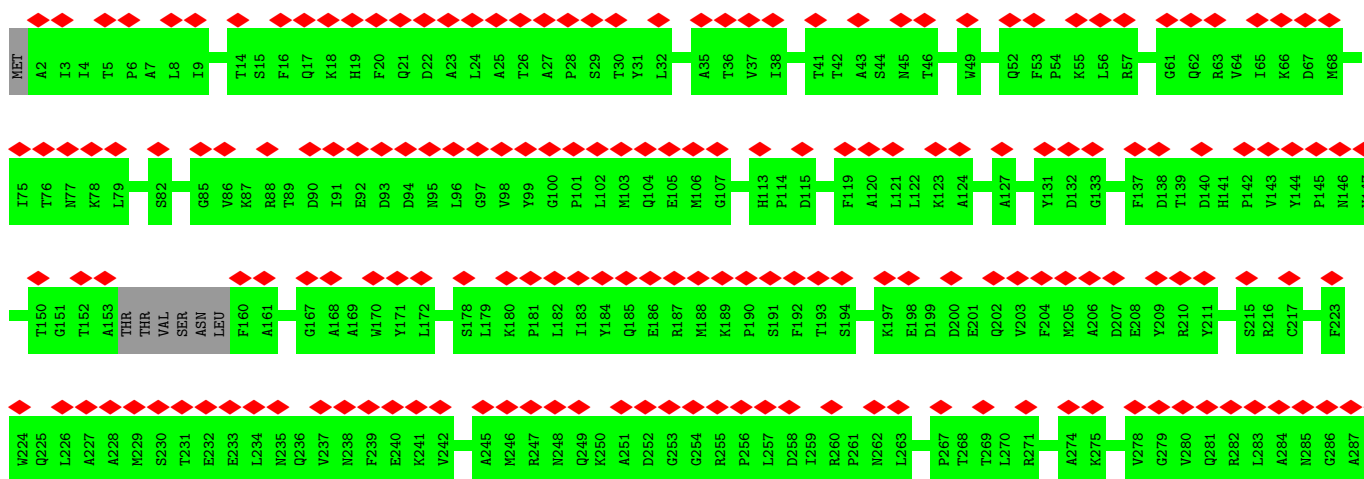 MET A2 I3 I4 T5 P6 A7 L8 I9 T14 S15 F16 Q17 K18 H19 F20 Q21 D22 A23 L24 A25 T26 A27 P28 S29 T30 Y31 L32 A35 T36 V37 I38 T41 T42 A43 S44 N45 T46 W49 Q52 F53 P54 K55 L56 R57 G61 Q62 R63 V64 I65 K66 D67 M68
I75 T76 N77 K78 L79 S82 G85 V86 K87 R88 T89 D90 I91 E92 D93 D94 N95 L96 G97 V98 Y99 G100 P101 L102 M103 Q104 E105 M106 G107 H113 P114 D115 F119 A120 L121 L122 K123 A124 A127 Y131 D132 G133 F137 D138 T139 D140 H141 P142 V143 Y144 P145 N146
T150 G151 T152 A153 THR THR VAL SER ASN LEU F160 A161 G167 A168 A169 W170 Y171 L172 S178 L179 K180 P181 L182 I183 Y184 Q185 E186 R187 M188 K189 P190 S191 F192 T193 S194 K197 E198 D199 D200 E201 Q202 V203 F204 M205 A206 D207 E208 Y209 R210 Y211 S215 R216 C217 F223
W224 Q225 L226 A227 A228 M229 S230 T231 E232 E233 L234 N235 Q236 V237 N238 F239 E240 K241 V242 A245 M246 R247 N248 Q249 K250 A251 D252 G253 G254 R255 P256 L257 D258 I259 R260 P261 N262 L263 P267 T268 T269 L270 R271 A274 K275 V278 G279 V280 Q281 R282 L283 A284 N285 G286 A287